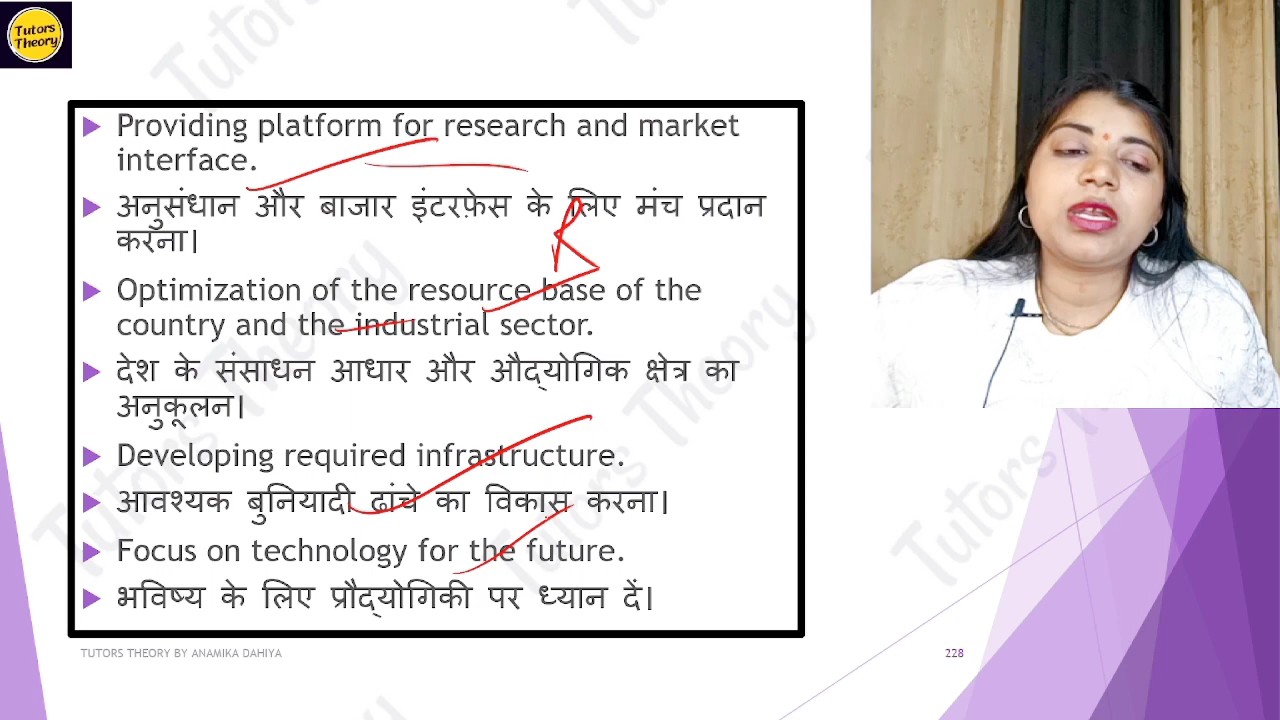 Tutors
Theory
Providing platform for research and market
interface.
अनुसंधान और बाजार इंटरफ़ेस के लिए मंच प्रदान
करना।
Optimization of the resource base of the
country and the industrial sector.
देश के संसाधन आधार और औद्योगिक क्षेत्र का
अनुकूलन।
Developing required infrastructure.
आवश्यक बुनियादी ढांचे का विकास करना।
Focus on technology for the future.
भविष्य के लिए प्रौद्योगिकी पर ध्यान दें।
TUTORS THEORY BY ANAMIKA DAHIYA
228